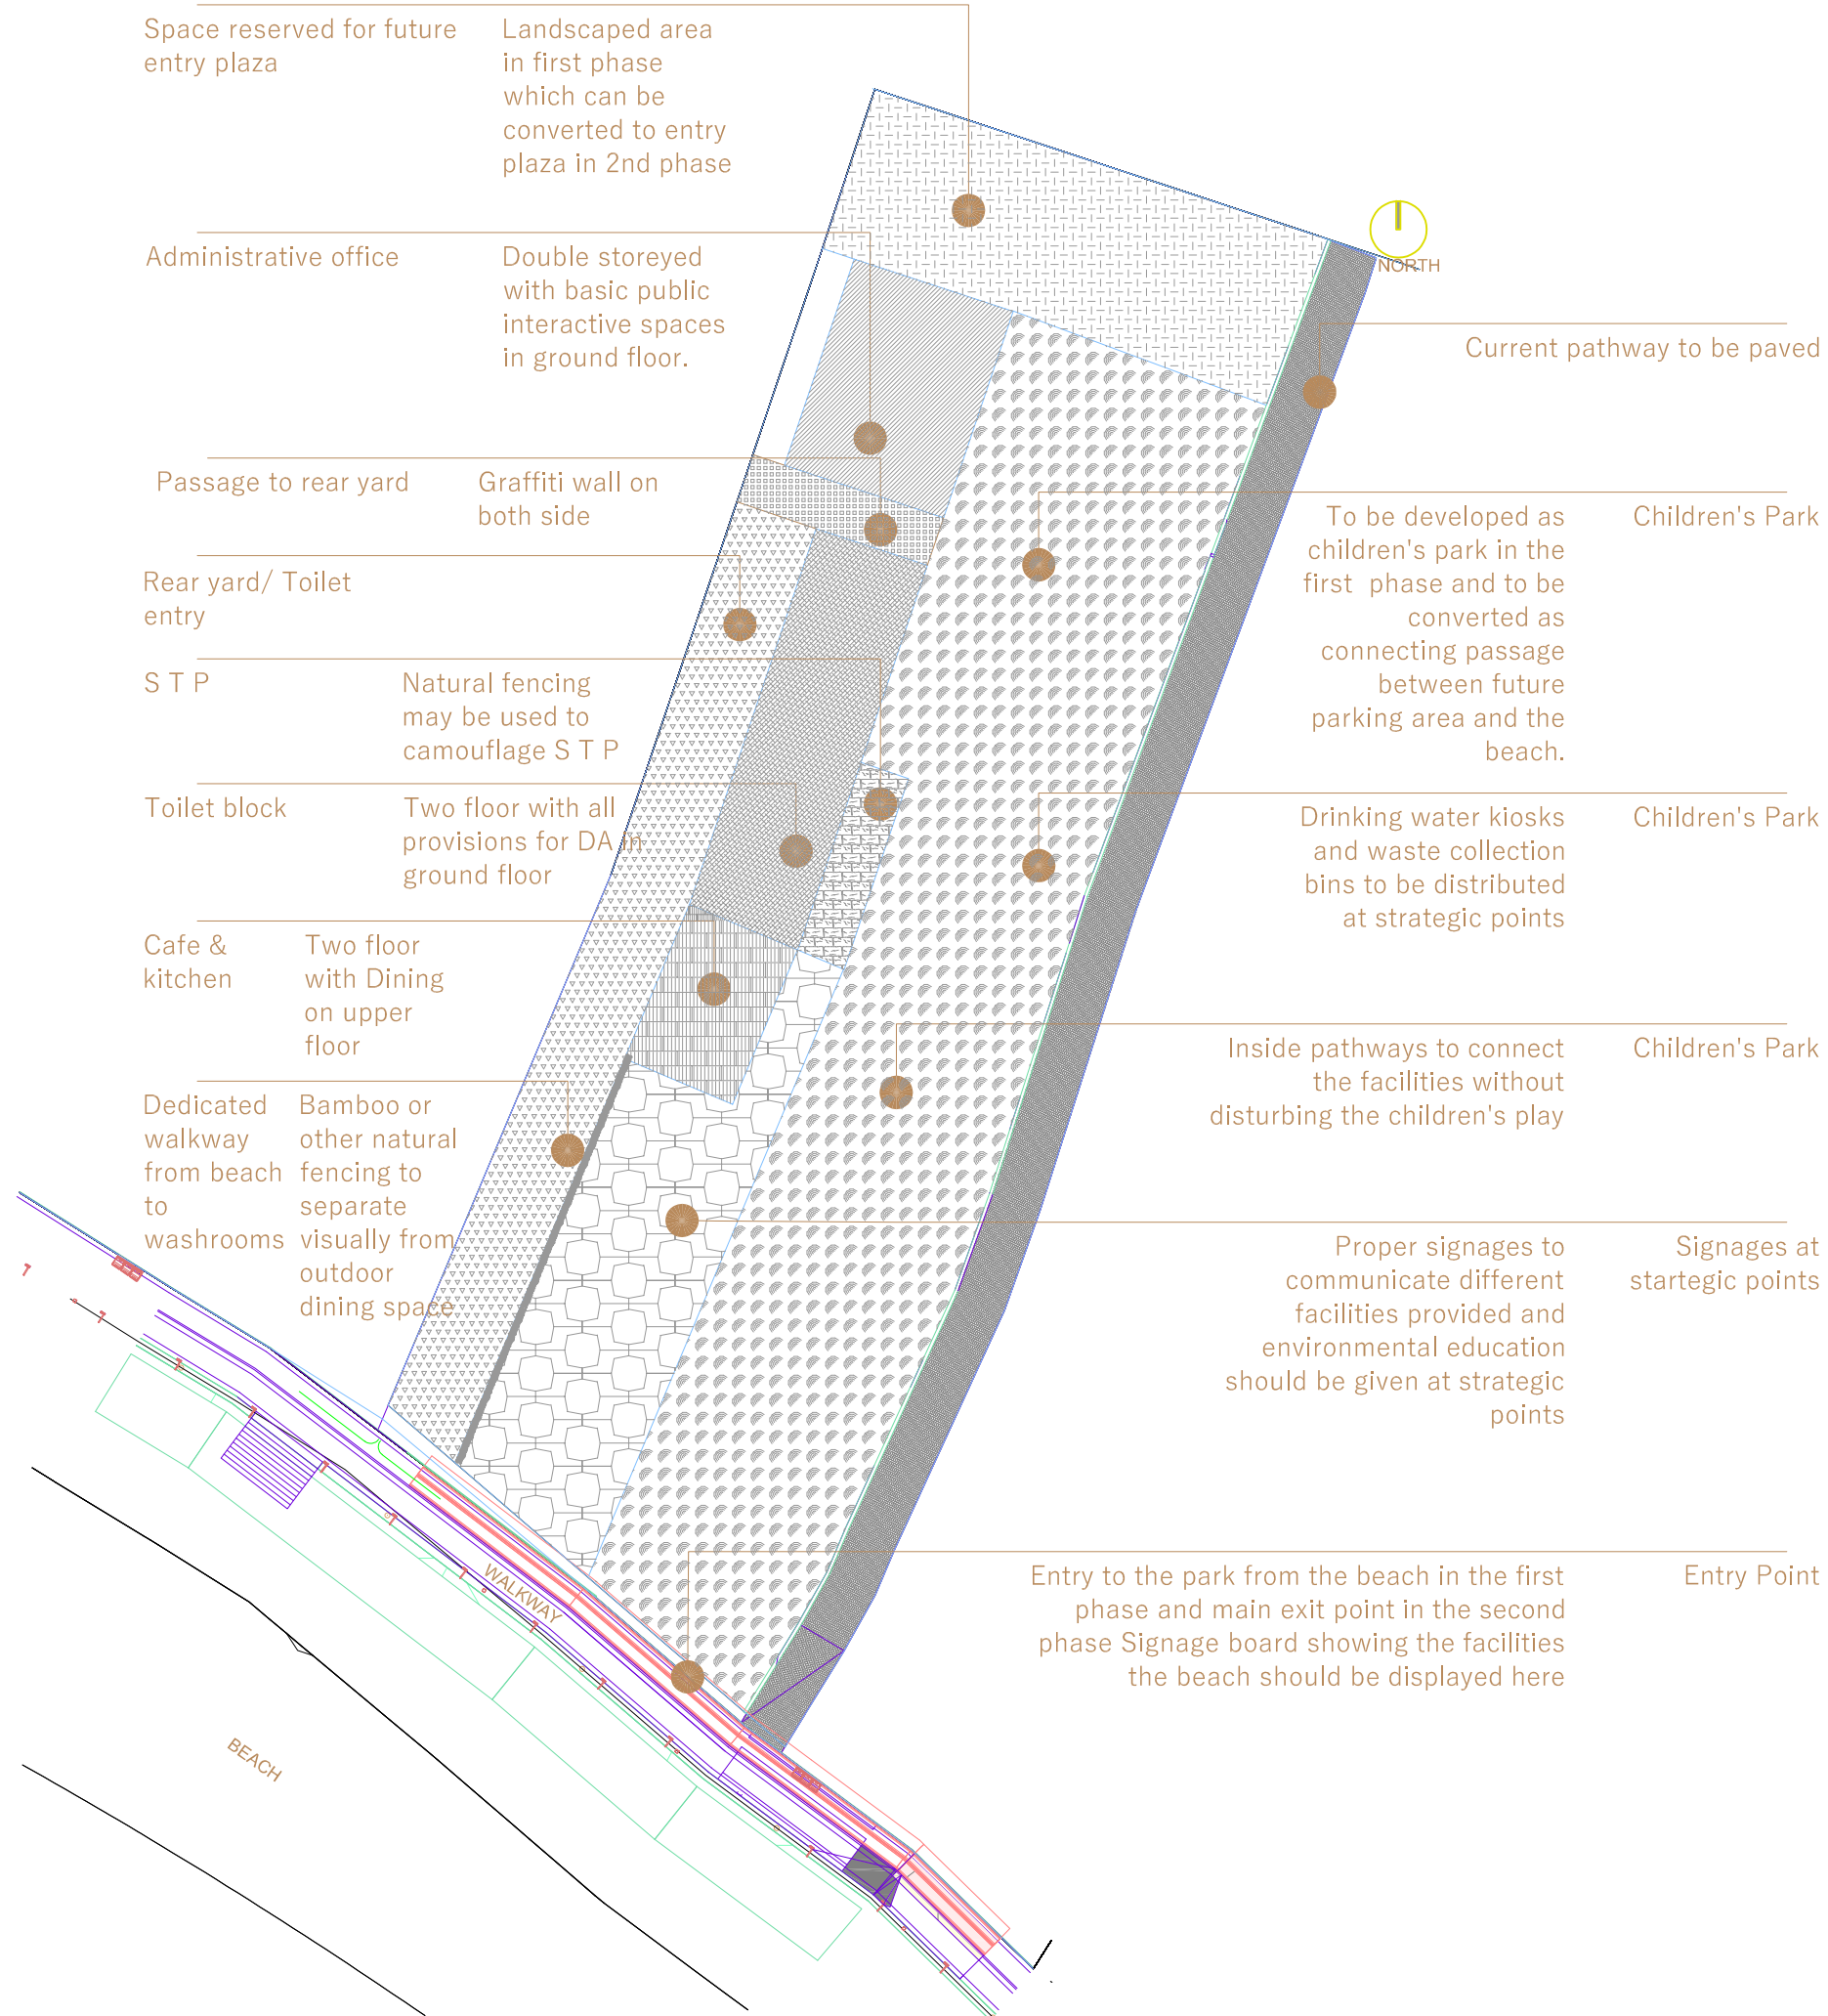 Space reserved for future
entry plaza
Landscaped area
in first phase
which can be
converted to entry
plaza in 2nd phase
Administrative office
Double storeyed
with basic public
interactive spaces
in ground floor.
Passage to rear yard
Graffiti wall on
both side
Rear yard/ Toilet
entry
S T P
Natural fencing
may be used to
camouflage S T P
Toilet block
Two floor with all
provisions for DA in
ground floor
Cafe &
kitchen
Two floor
with Dining
on upper
floor
Dedicated
walkway
from beach
to
washrooms
Bamboo or
other natural
fencing to
separate
visually from
outdoor
dining space
NORTH
Current pathway to be paved
To be developed as
children's park in the
first phase and to be
converted as
connecting passage
between future
parking area and the
beach.
Children's Park
Drinking water kiosks
and waste collection
bins to be distributed
at strategic points
Children's Park
Inside pathways to connect
the facilities without
disturbing the children's play
Children's Park
Proper signages to
communicate different
facilities provided and
environmental education
should be given at strategic
points
Signages at
startegic points
Entry to the park from the beach in the first
phase and main exit point in the second
phase Signage board showing the facilities
the beach should be displayed here
Entry Point
WALKWAY
BEACH